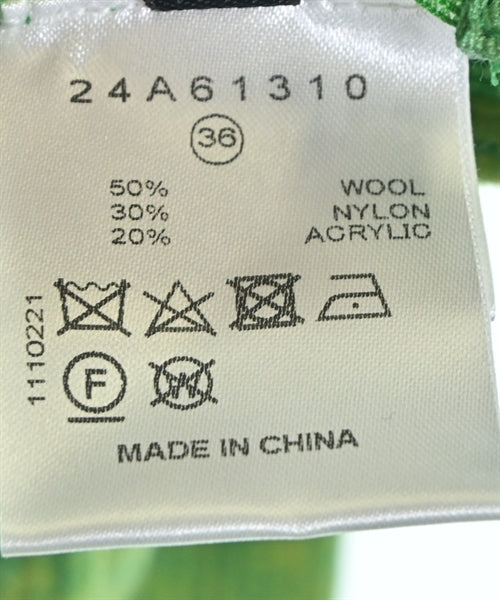 24A61310
36
50% WOOL
30% NYLON
20% ACRYLIC
1110221
F
W
MADE IN CHINA